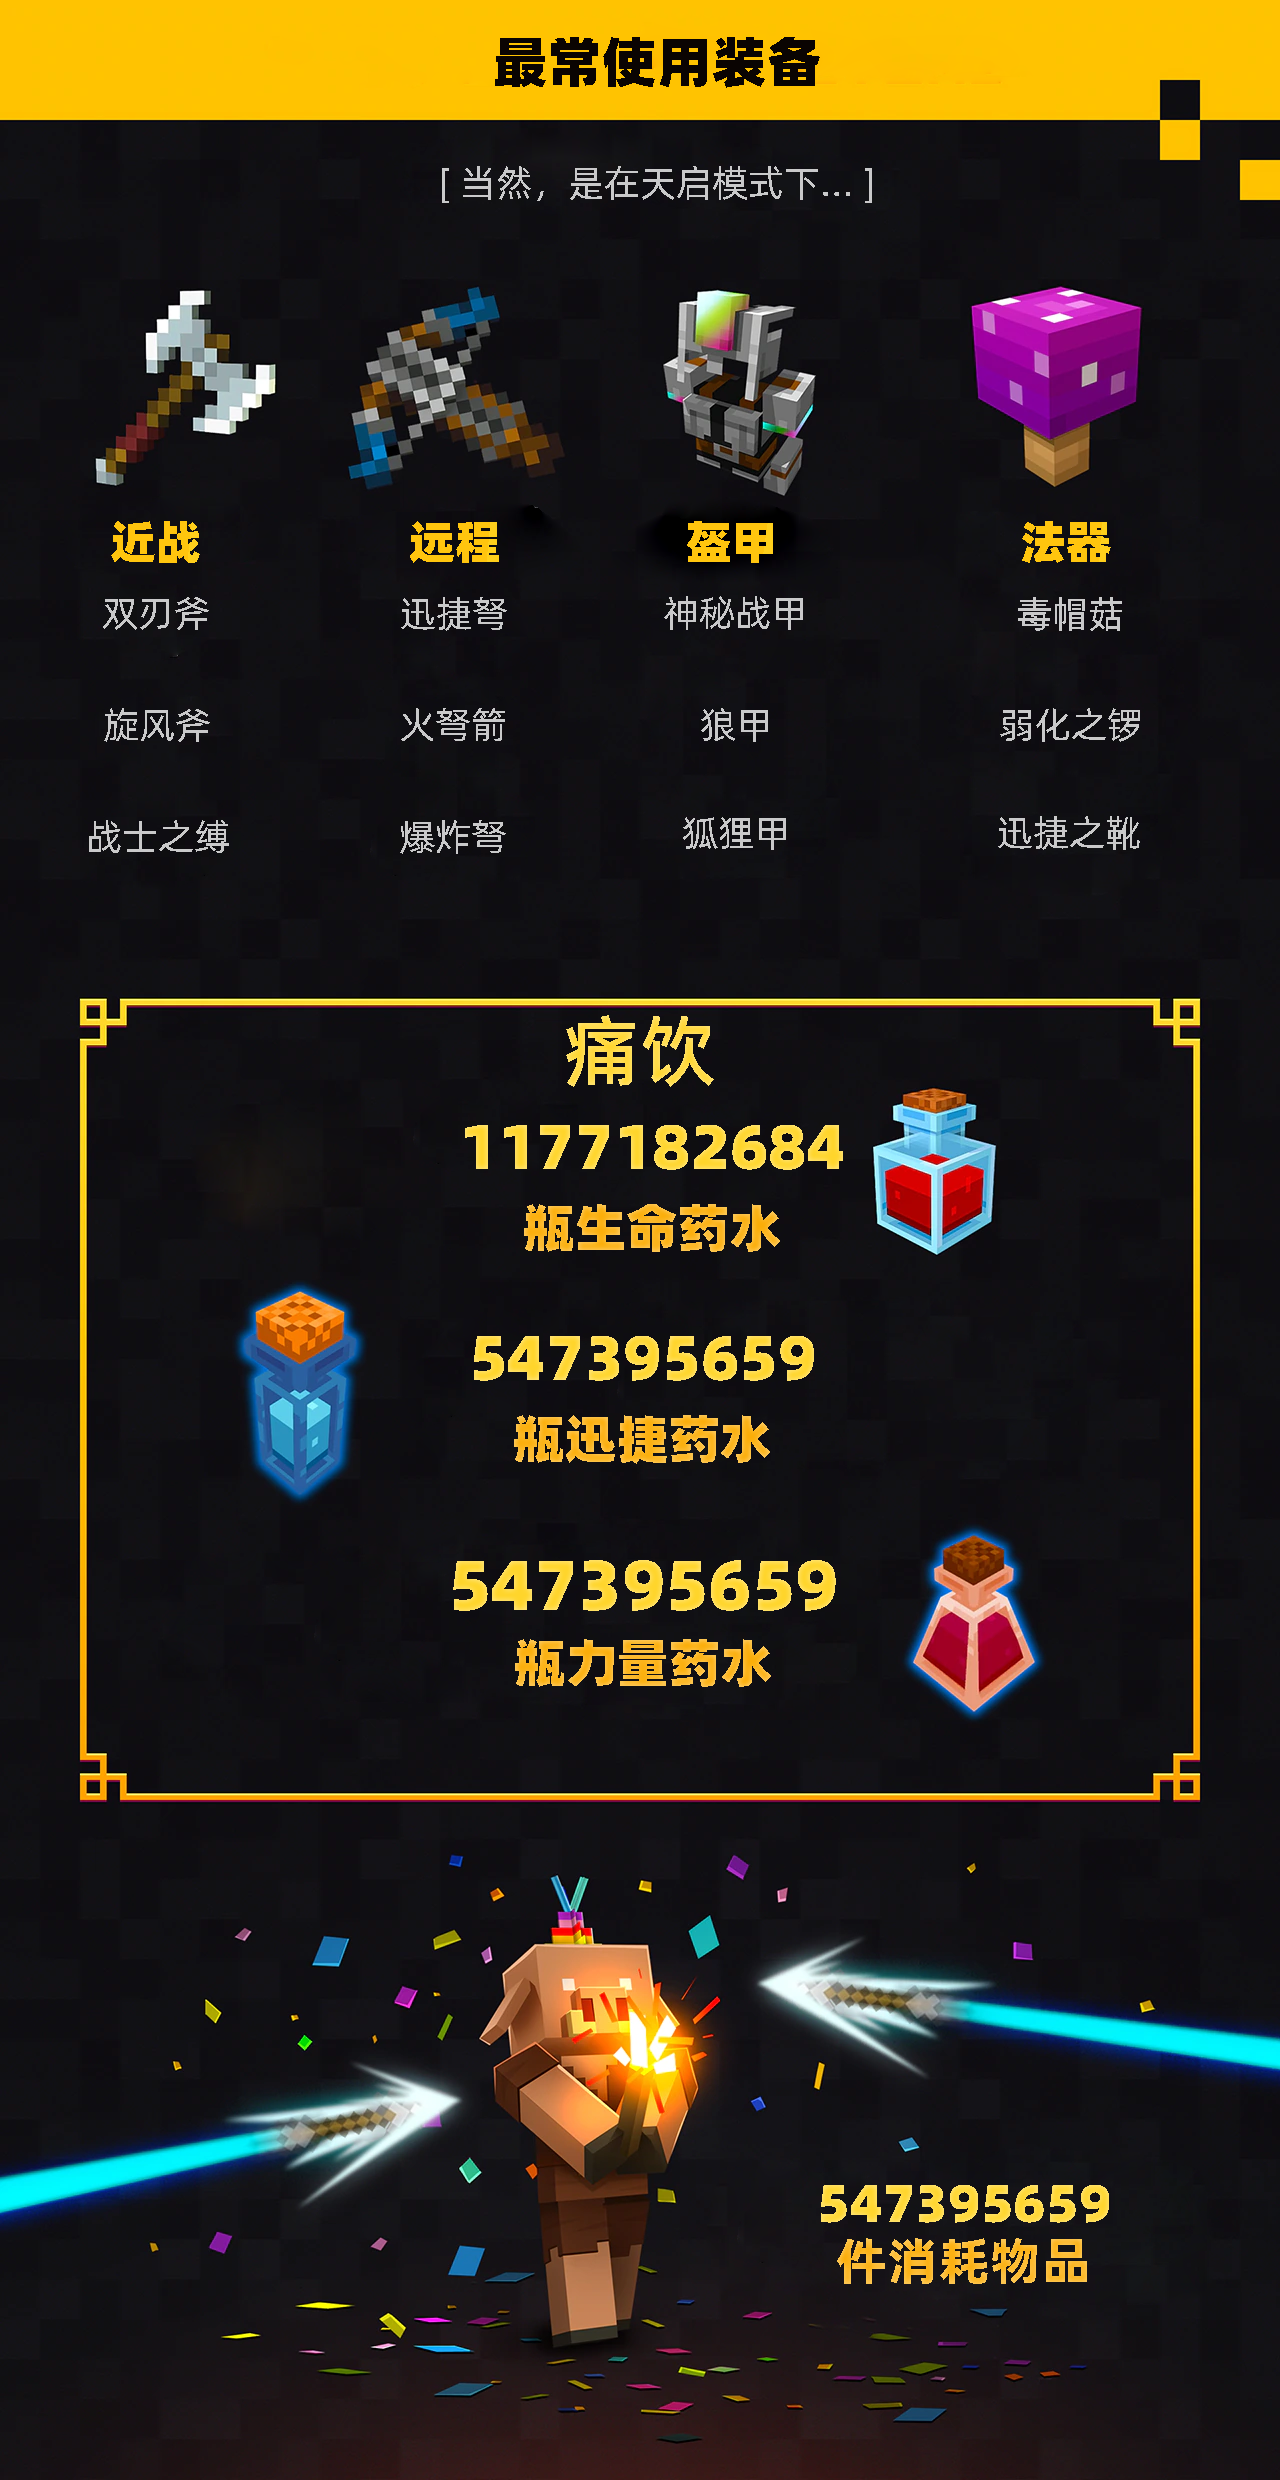 最常使用装备
[ 当然，是在天启模式下... ]
近战 远程 盔甲 法器
双刃斧 迅捷弩 神秘战甲 毒帽菇
旋风斧 火弩箭 狼甲 弱化之锣
战士之缚 爆炸弩 狐狸甲 迅捷之靴
痛饮
1177182684
瓶生命药水
547395659
瓶迅捷药水
547395659
瓶力量药水
547395659
件消耗物品